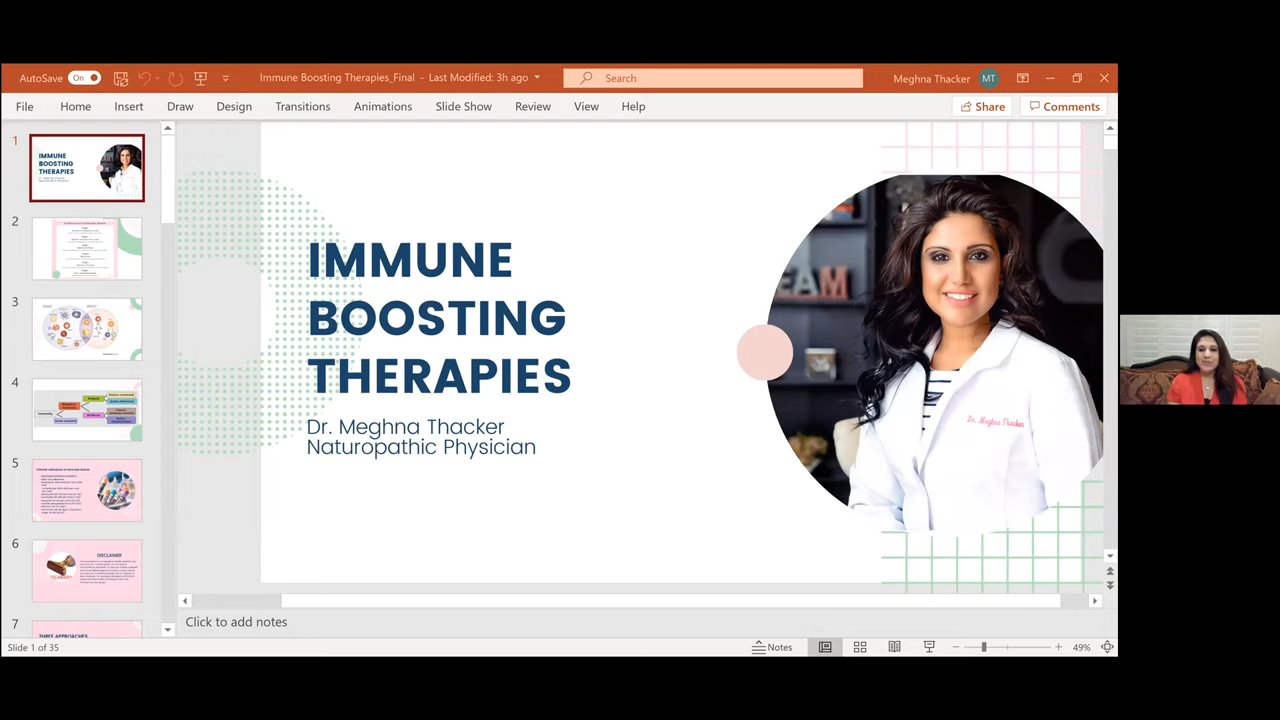 AutoSave On
Immune Boosting Therapies_Final - Last Modified: 3h ago
Search
Meghna Thacker MT
File Home Insert Draw Design Transitions Animations Slide Show Review View Help
Share Comments
1
IMMUNE
BOOSTING
THERAPIES
2
3
4
5
6
DISCLAIMER
7
THREE APPROACHES
IMMUNE
BOOSTING
THERAPIES
Dr. Meghna Thacker
Naturopathic Physician
EAM
Dr. Meghna Thacker
Click to add notes
Slide 1 of 35
Notes
49%